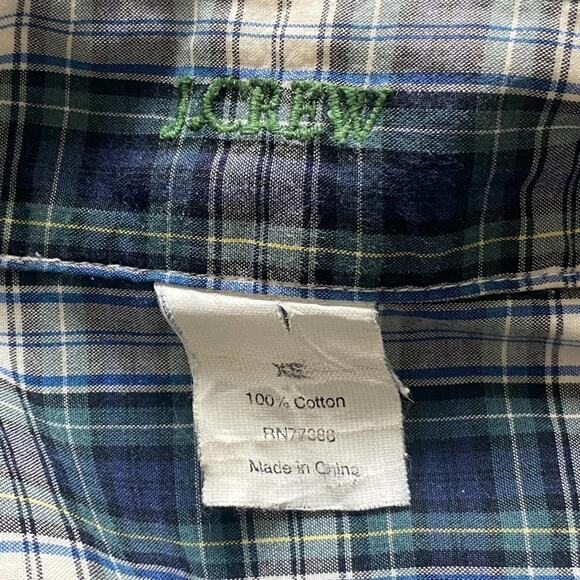 J.CREW
XS
100% Cotton
RN77388
Made in China